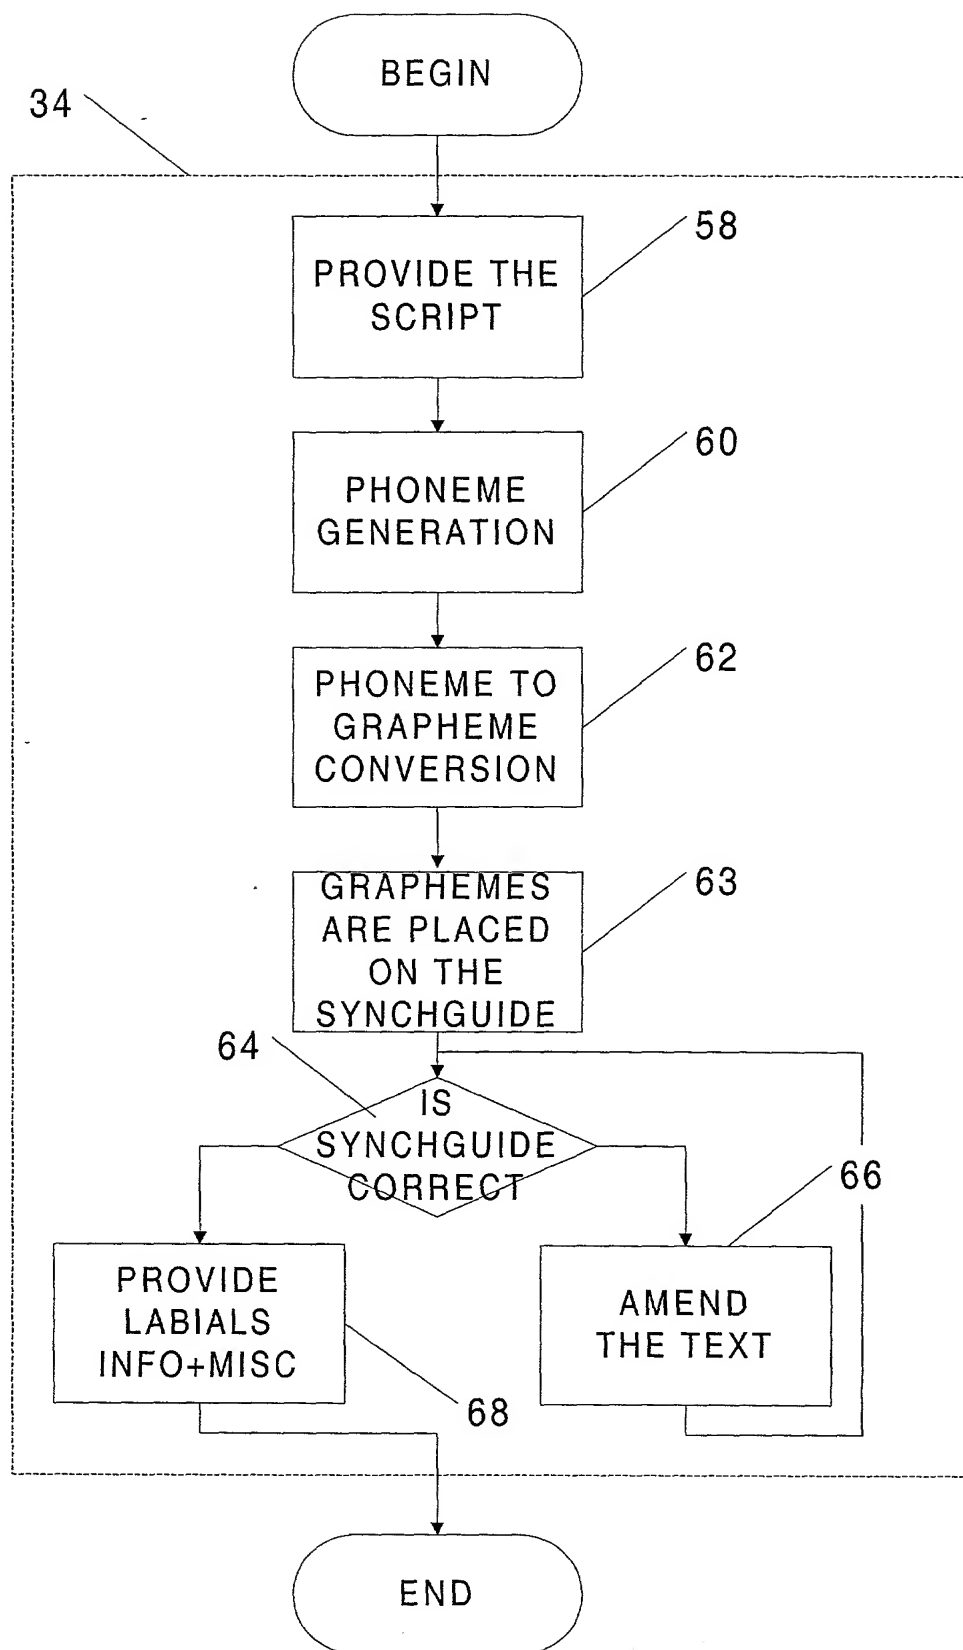 BEGIN
34
58
PROVIDE THE
SCRIPT
60
PHONEME
GENERATION
62
PHONEME TO
GRAPHEME
CONVERSION
63
GRAPHEMES
ARE PLACED
ON THE
SYNCHGUIDE
64
IS
SYNCHGUIDE
CORRECT
66
PROVIDE
LABIALS
INFO+MISC
AMEND
THE TEXT
68
END